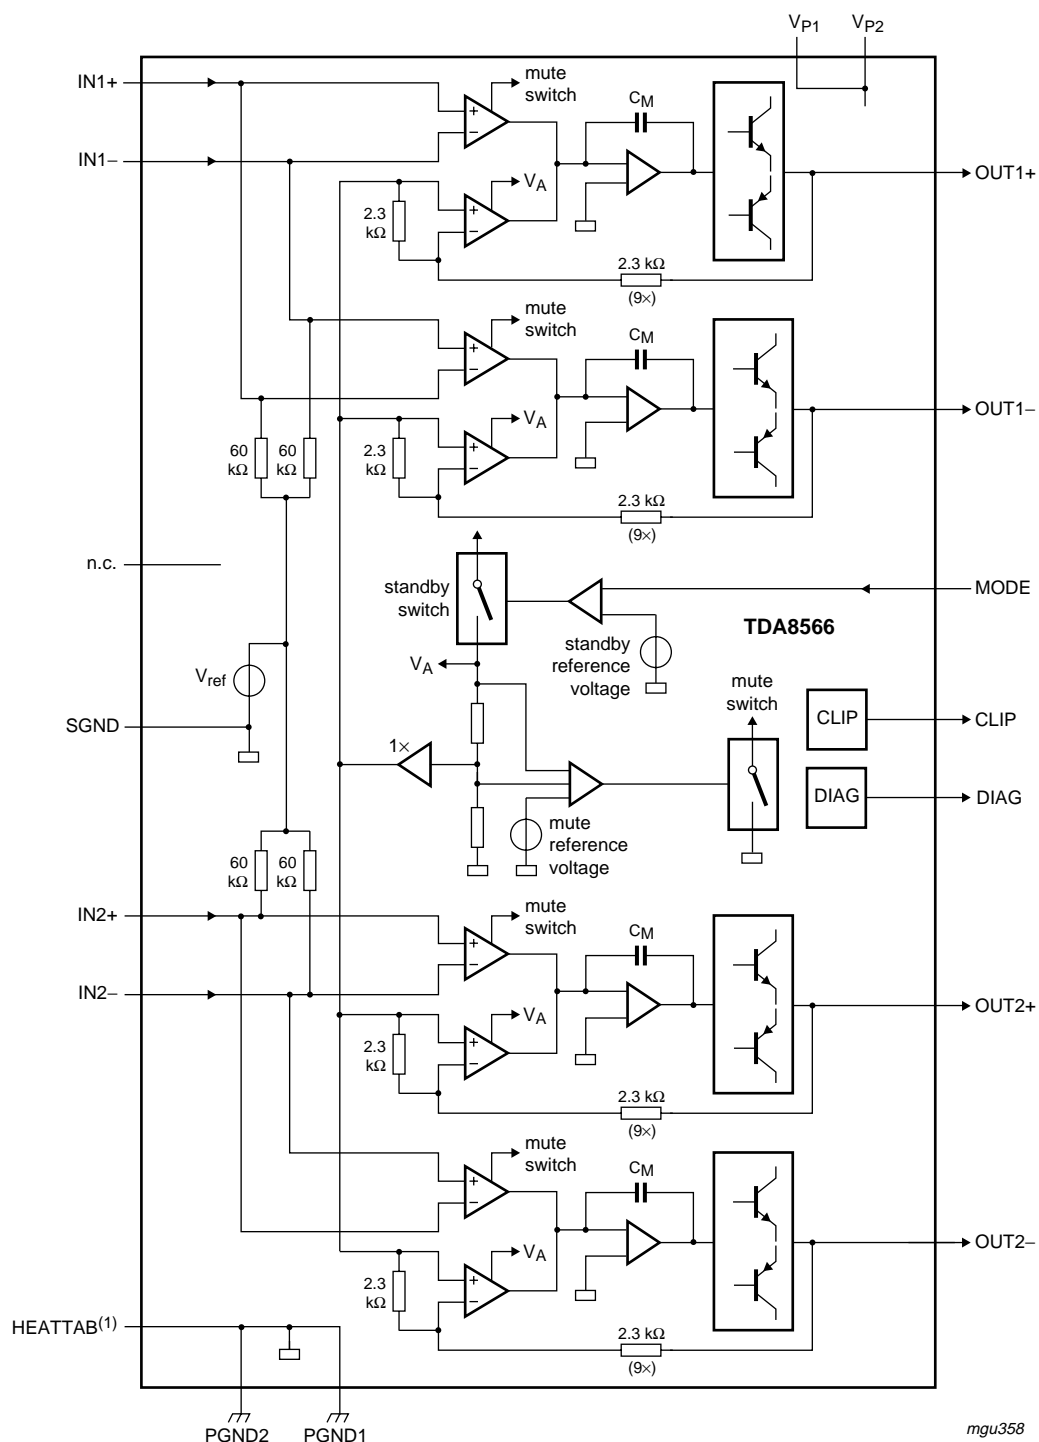 VP1
VP2
IN1+
mute
switch
CM
IN1−
VA
OUT1+
2.3
kΩ
2.3 kΩ
(9×)
mute
switch
CM
VA
OUT1−
60
kΩ
60
kΩ
2.3
kΩ
2.3 kΩ
(9×)
n.c.
standby
switch
MODE
TDA8566
standby
reference
voltage
VA
Vref
mute
switch
SGND
CLIP
CLIP
1×
DIAG
DIAG
mute
reference
voltage
60
kΩ
60
kΩ
IN2+
mute
switch
CM
IN2−
VA
OUT2+
2.3
kΩ
2.3 kΩ
(9×)
mute
switch
CM
VA
OUT2−
2.3
kΩ
HEATTAB(1)
2.3 kΩ
(9×)
PGND2
PGND1
mgu358